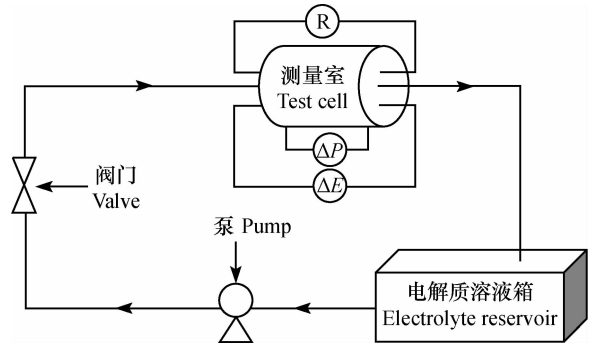 R
测量室
Test cell
ΔP
ΔE
阀门
Valve
泵 Pump
电解质溶液箱
Electrolyte reservoir